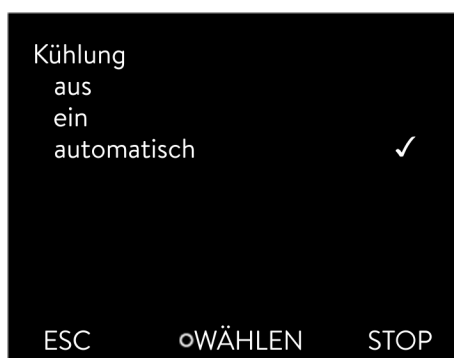 Kühlung
aus
ein
automatisch ✓
ESC WÄHLEN STOP